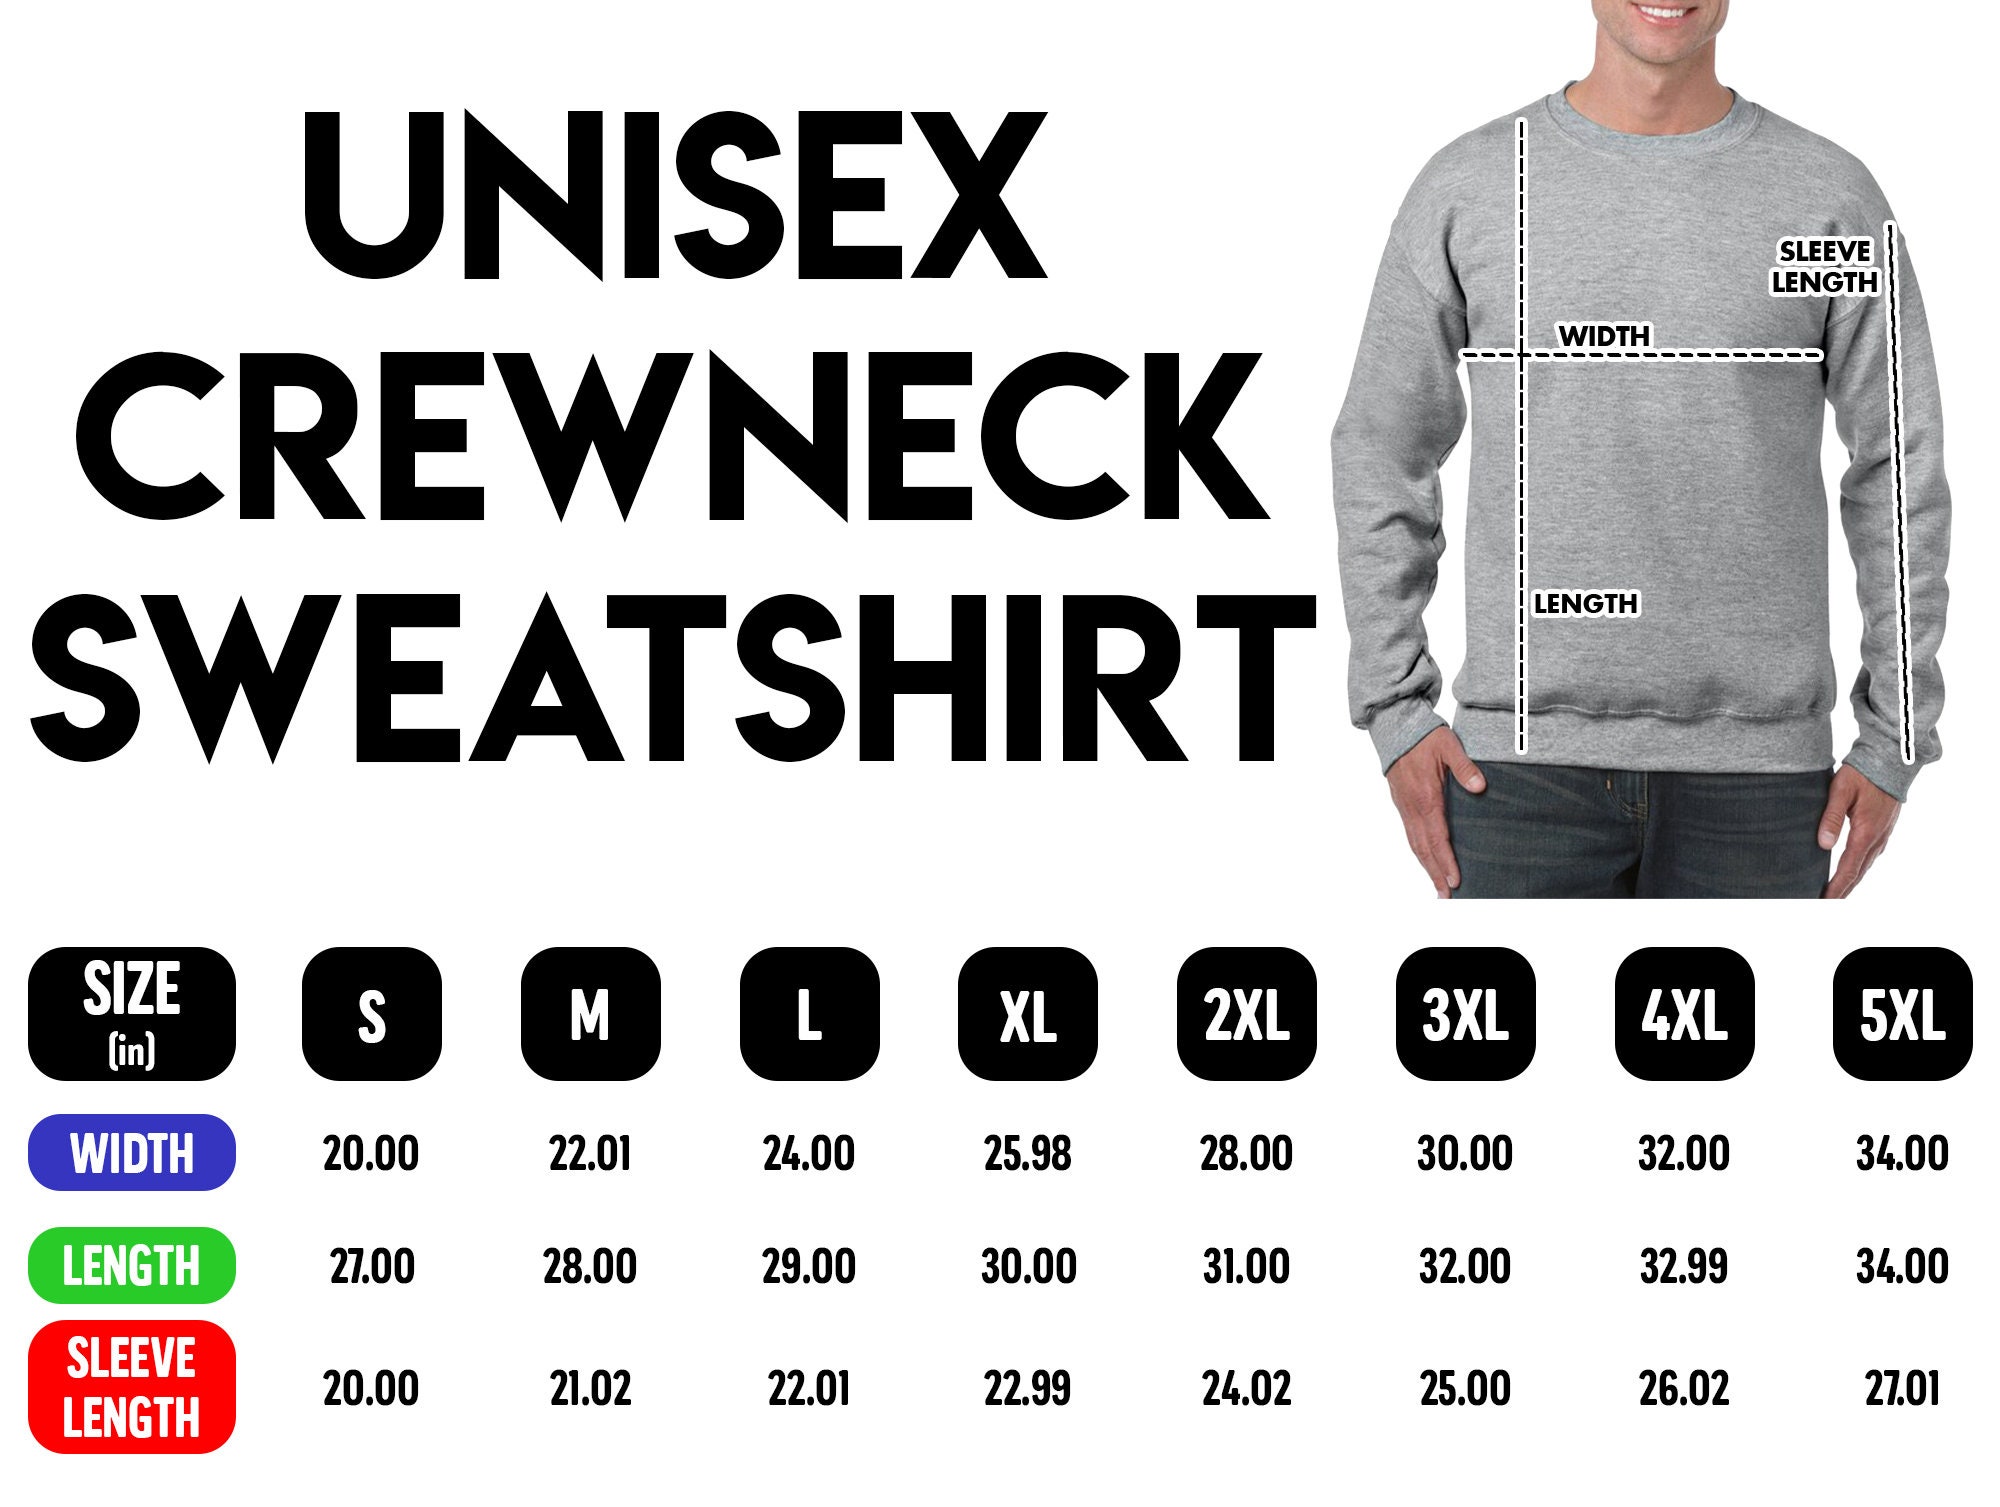 UNISEX
CREWNECK
SWEATSHIRT
SLEEVE
LENGTH
WIDTH
LENGTH
SIZE S M L XL 2XL 3XL 4XL 5XL
(in)
WIDTH 20.00 22.01 24.00 25.98 28.00 30.00 32.00 34.00
LENGTH 27.00 28.00 29.00 30.00 31.00 32.00 32.99 34.00
SLEEVE
LENGTH 20.00 21.02 22.01 22.99 24.02 25.00 26.02 27.01